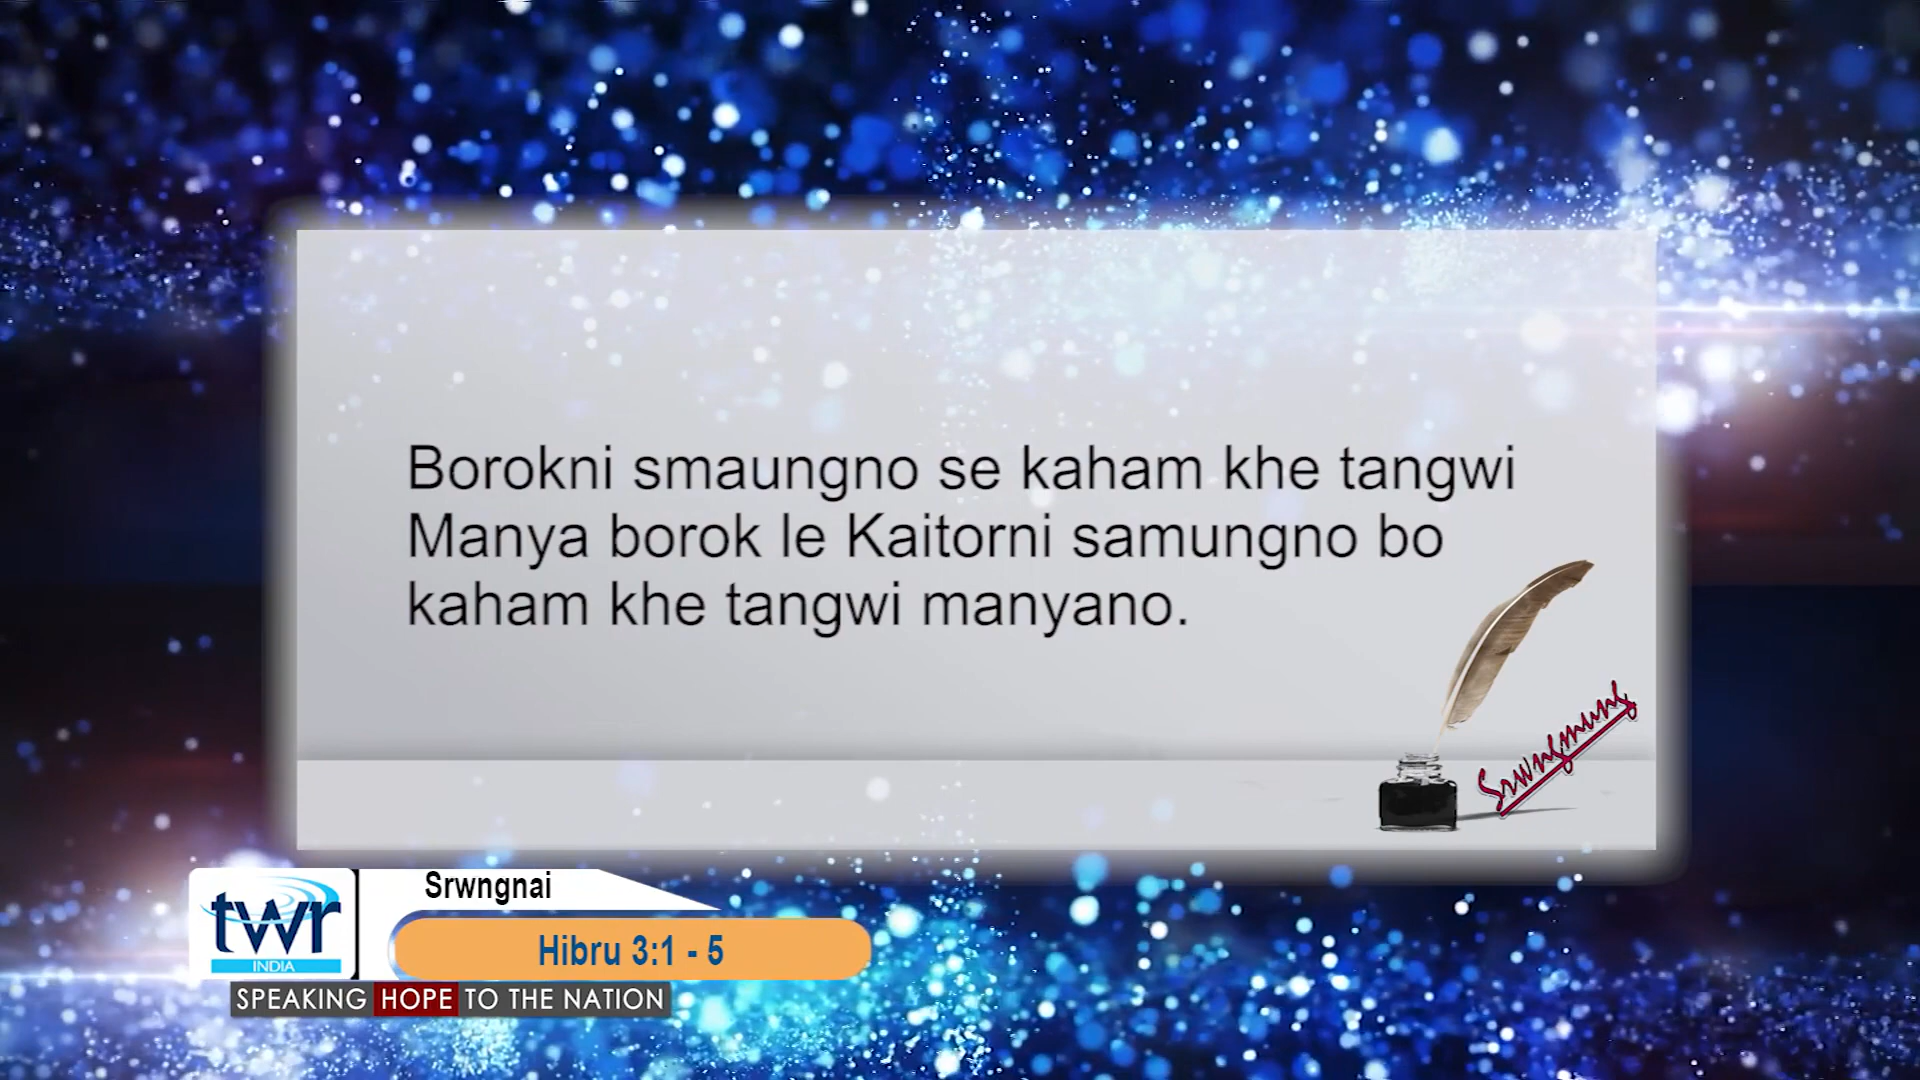 Borokni smaungno se kaham khe tangwi
Manya borok le Kaitorni samungno bo
kaham khe tangwi manyano.
Srwngmung
Srwngnai
twr
INDIA
Hibru 3:1 - 5
SPEAKING HOPE TO THE NATION